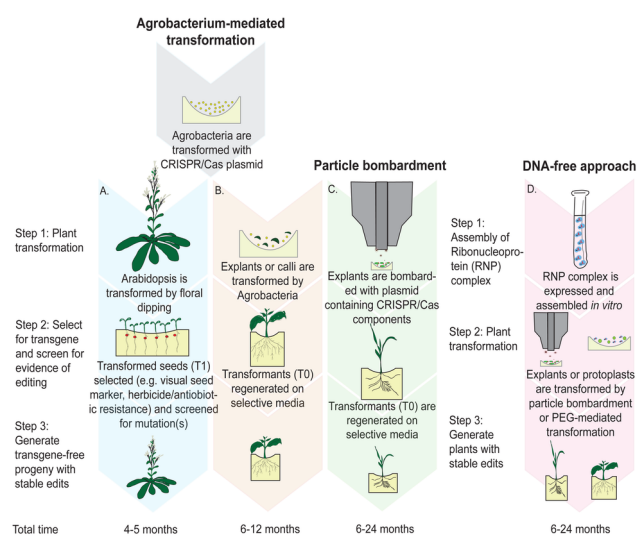 Agrobacterium-mediated
transformation
Agrobacteria are
transformed with
CRISPR/Cas plasmid
Particle bombardment
DNA-free approach
A.
B.
C.
D.
Step 1: Plant
transformation
Arabidopsis is
transformed by floral
dipping
Explants or calli are
transformed by
Agrobacteria
Explants are bombard-
ed with plasmid
containing CRISPR/Cas
components
Step 1:
Assembly of
Ribonucleopro-
tein (RNP)
complex
RNP complex is
expressed and
assembled in vitro
Step 2: Select
for transgene
and screen for
evidence of
editing
Transformed seeds (T1)
selected (e.g. visual seed
marker, herbicide/antibiot-
ic resistance) and screened
for mutation(s)
Transformants (T0)
regenerated on
selective media
Transformants (T0) are
regenerated on
selective media
Step 2: Plant
transformation
Explants or protoplasts
are transformed by
particle bombardment
or PEG-mediated
transformation
Step 3:
Generate
transgene-free
progeny with
stable edits
Step 3:
Generate
plants with
stable edits
Total time
4-5 months
6-12 months
6-24 months
6-24 months